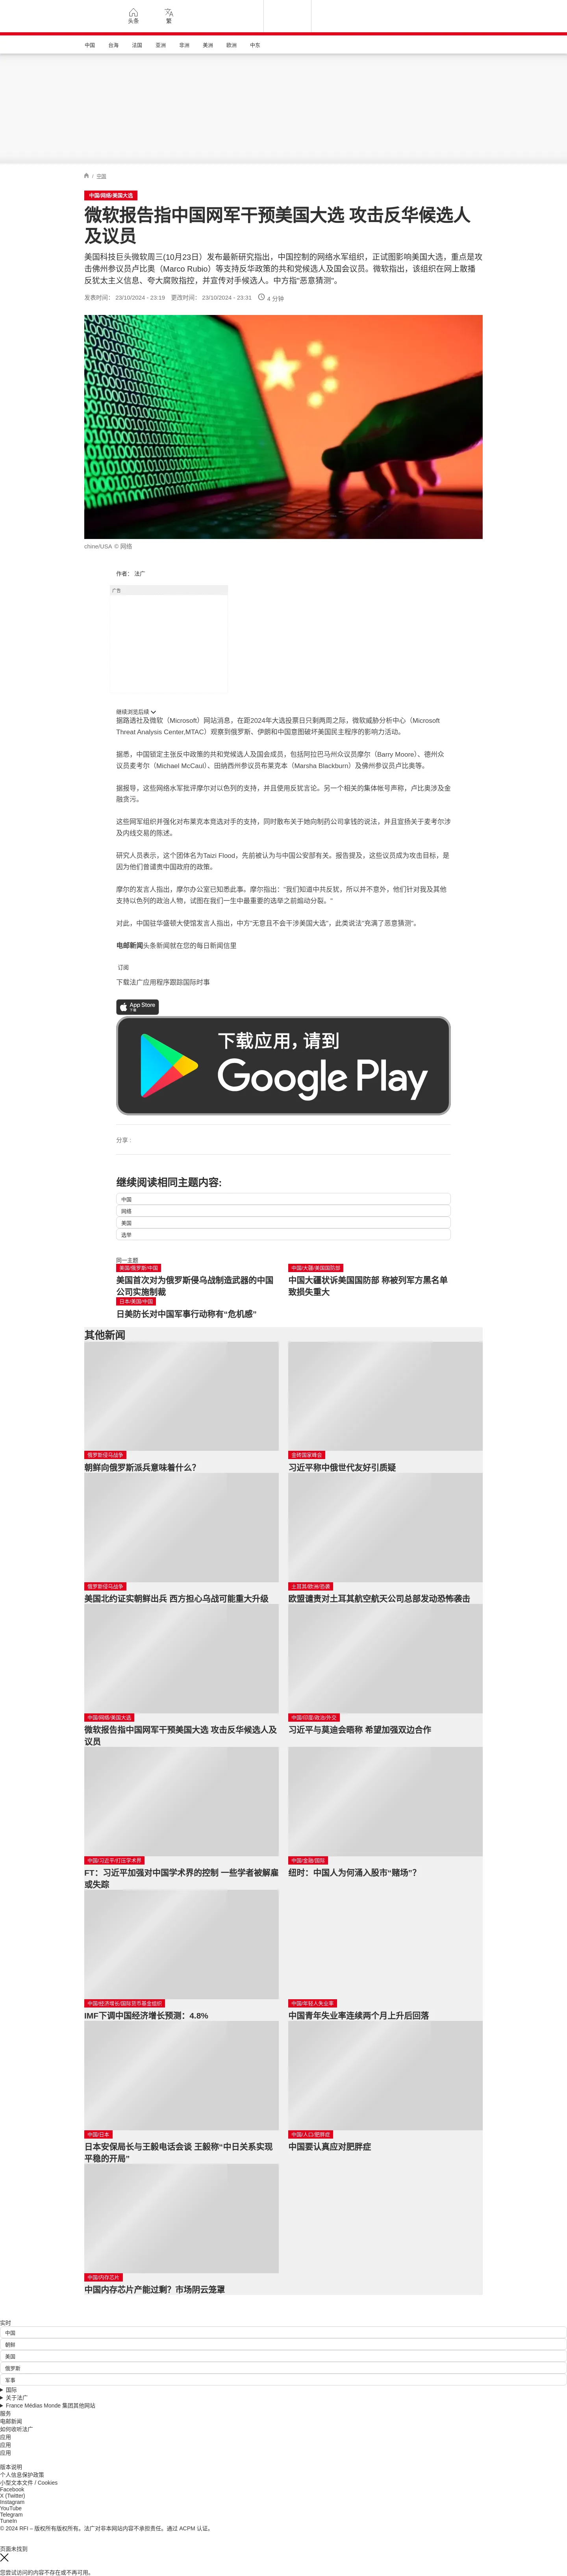 头条
繁
中国
台海
法国
亚洲
非洲
美洲
欧洲
中东
/ 中国
中国/网络/美国大选
微软报告指中国网军干预美国大选 攻击反华候选人
及议员
美国科技巨头微软周三(10月23日）发布最新研究指出，中国控制的网络水军组织，正试图影响美国大选，重点是攻
击佛州参议员卢比奥（Marco Rubio）等支持反华政策的共和党候选人及国会议员。微软指出，该组织在网上散播
反犹太主义信息、夸大腐败指控，并宣传对手候选人。中方指"恶意猜测"。
发表时间： 23/10/2024 - 23:19 更改时间： 23/10/2024 - 23:31 4 分钟
chine/USA © 网络
作者： 法广
广告
继续浏览后续
据路透社及微软（Microsoft）网站消息，在距2024年大选投票日只剩两周之际，微软威胁分析中心（Microsoft
Threat Analysis Center,MTAC）观察到俄罗斯、伊朗和中国意图破坏美国民主程序的影响力活动。
据悉，中国锁定主张反中政策的共和党候选人及国会成员，包括阿拉巴马州众议员摩尔（Barry Moore）、德州众
议员麦考尔（Michael McCaul）、田纳西州参议员布莱克本（Marsha Blackburn）及佛州参议员卢比奥等。
据报导，这些网络水军批评摩尔对以色列的支持，并且使用反犹言论。另一个相关的集体帐号声称，卢比奥涉及金
融贪污。
这些网军组织并强化对布莱克本竞选对手的支持，同时散布关于她向制药公司拿钱的说法，并且宣扬关于麦考尔涉
及内线交易的陈述。
研究人员表示，这个团体名为Taizi Flood，先前被认为与中国公安部有关。报告提及，这些议员成为攻击目标，是
因为他们曾谴责中国政府的政策。
摩尔的发言人指出，摩尔办公室已知悉此事。摩尔指出："我们知道中共反犹，所以并不意外，他们针对我及其他
支持以色列的政治人物，试图在我们一生中最重要的选举之前煽动分裂。"
对此，中国驻华盛顿大使馆发言人指出，中方"无意且不会干涉美国大选"，此类说法"充满了恶意猜测"。
电邮新闻头条新闻就在您的每日新闻信里
订阅
下载法广应用程序跟踪国际时事
App Store
下载
下载应用，请到
Google Play
分享 :
继续阅读相同主题内容:
中国
网络
美国
选举
同一主题
美国/俄罗斯/中国
美国首次对为俄罗斯侵乌战制造武器的中国
公司实施制裁
中国/大疆/美国国防部
中国大疆状诉美国国防部 称被列军方黑名单
致损失重大
日本/美国/中国
日美防长对中国军事行动称有“危机感”
其他新闻
俄罗斯侵乌战争
朝鲜向俄罗斯派兵意味着什么？
金砖国家峰会
习近平称中俄世代友好引质疑
俄罗斯侵乌战争
美国北约证实朝鲜出兵 西方担心乌战可能重大升级
土耳其/欧洲/恐袭
欧盟谴责对土耳其航空航天公司总部发动恐怖袭击
中国/网络/美国大选
微软报告指中国网军干预美国大选 攻击反华候选人及
议员
中国/印度/政治/外交
习近平与莫迪会晤称 希望加强双边合作
中国/习近平/打压学术界
FT：习近平加强对中国学术界的控制 一些学者被解雇
或失踪
中国/金融/国际
纽时：中国人为何涌入股市“赌场”？
中国/经济增长/国际货币基金组织
IMF下调中国经济增长预测：4.8%
中国/年轻人失业率
中国青年失业率连续两个月上升后回落
中国/日本
日本安保局长与王毅电话会谈 王毅称“中日关系实现
平稳的开局”
中国/人口/肥胖症
中国要认真应对肥胖症
中国/内存芯片
中国内存芯片产能过剩？市场阴云笼罩
实时
中国
朝鲜
美国
俄罗斯
军事
国际
关于法广
France Médias Monde 集团其他网站
服务
电邮新闻
如何收听法广
应用
应用
应用
版本说明
个人信息保护政策
小型文本文件 / Cookies
Facebook
X (Twitter)
Instagram
YouTube
Telegram
TuneIn
© 2024 RFI – 版权所有版权所有。法广对非本网站内容不承担责任。通过 ACPM 认证。
页面未找到
您尝试访问的内容不存在或不再可用。